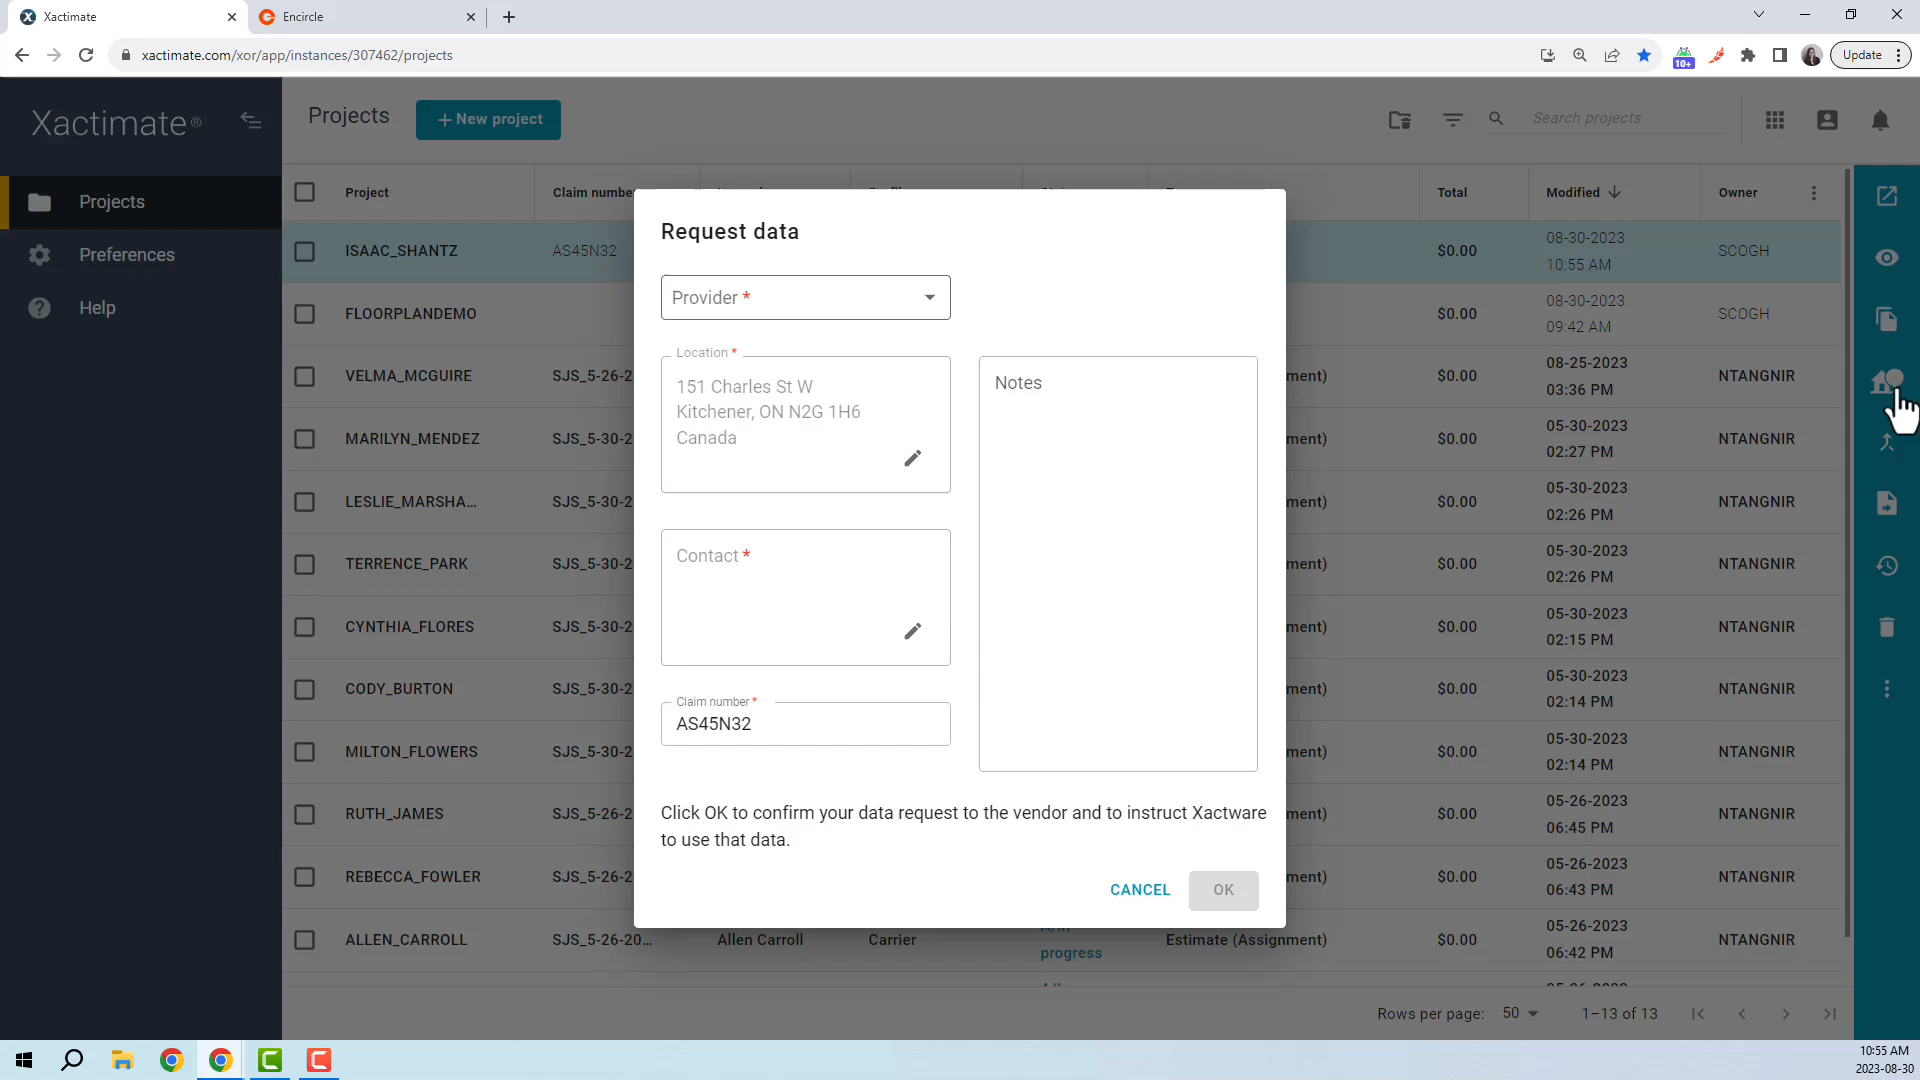 Xactimate
Encircle
xactimate.com/xor/app/instances/307462/projects
10+
Update
Xactimate®
Projects
+ New project
Search projects
Projects
Preferences
Help
Project
Claim numbe
Total
Modified
Owner
ISAAC_SHANTZ
AS45N32
$0.00
08-30-2023
10:55 AM
SCOGH
FLOORPLANDEMO
$0.00
08-30-2023
09:42 AM
SCOGH
VELMA_MCGUIRE
SJS_5-26-2
ment)
$0.00
08-25-2023
03:36 PM
NTANGNIR
MARILYN_MENDEZ
SJS_5-30-2
ment)
$0.00
05-30-2023
02:27 PM
NTANGNIR
LESLIE_MARSHA...
SJS_5-30-2
ment)
$0.00
05-30-2023
02:26 PM
NTANGNIR
TERRENCE_PARK
SJS_5-30-2
ment)
$0.00
05-30-2023
02:26 PM
NTANGNIR
CYNTHIA_FLORES
SJS_5-30-2
ment)
$0.00
05-30-2023
02:15 PM
NTANGNIR
CODY_BURTON
SJS_5-30-2
ment)
$0.00
05-30-2023
02:14 PM
NTANGNIR
MILTON_FLOWERS
SJS_5-30-2
ment)
$0.00
05-30-2023
02:14 PM
NTANGNIR
RUTH_JAMES
SJS_5-26-2
ment)
$0.00
05-26-2023
06:45 PM
NTANGNIR
REBECCA_FOWLER
SJS_5-26-2
ment)
$0.00
05-26-2023
06:43 PM
NTANGNIR
ALLEN_CARROLL
SJS_5-26-20...
Allen Carroll
Carrier
progress
Estimate (Assignment)
$0.00
05-26-2023
06:42 PM
NTANGNIR
Request data
Provider *
Location *
151 Charles St W
Kitchener, ON N2G 1H6
Canada
Notes
Contact *
Claim number *
AS45N32
Click OK to confirm your data request to the vendor and to instruct Xactware
to use that data.
CANCEL
OK
Rows per page: 50
1–13 of 13
10:55 AM
2023-08-30